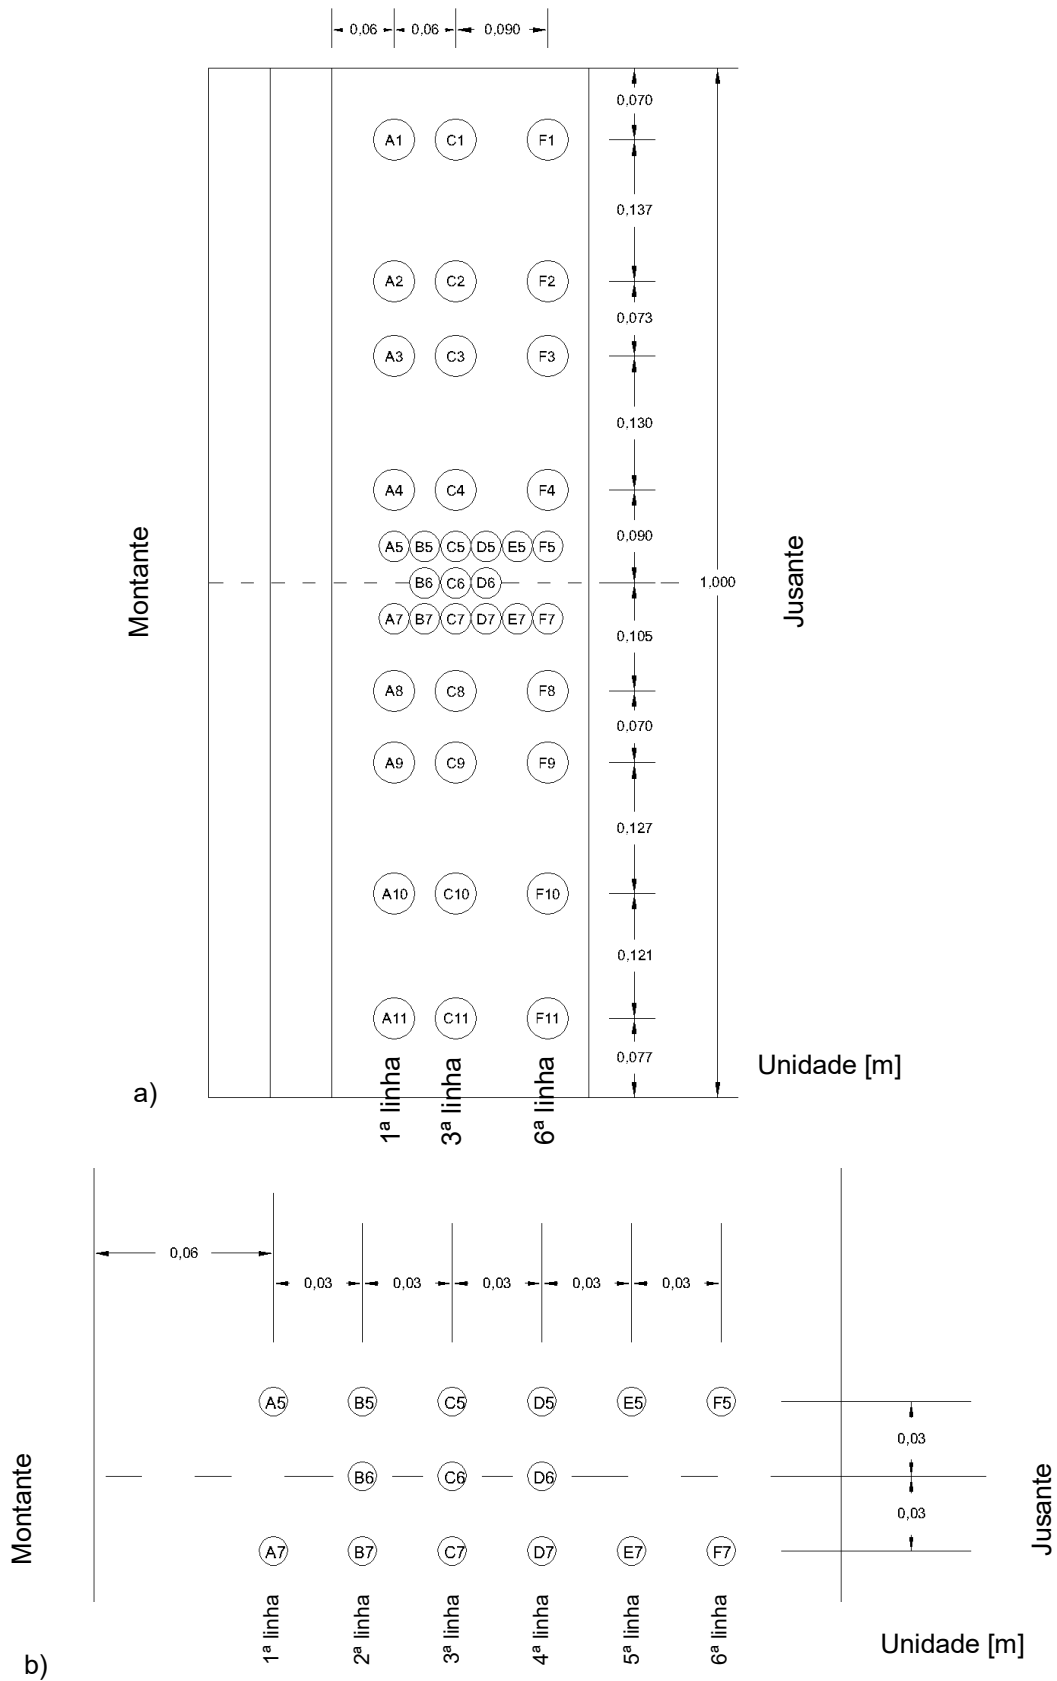 0,06 0,06 0,090
0,070
A1 C1 F1
0,137
A2 C2 F2
0,073
A3 C3 F3
0,130
A4 C4 F4
0,090
A5 B5 C5 D5 E5 F5
B6 C6 D6
1,000
A7 B7 C7 D7 E7 F7
0,105
A8 C8 F8
0,070
A9 C9 F9
0,127
A10 C10 F10
0,121
A11 C11 F11
0,077
Montante
Jusante
Unidade [m]
a)
1ª linha
3ª linha
6ª linha
0,06
0,03 0,03 0,03 0,03 0,03
A5 B5 C5 D5 E5 F5
0,03
B6 C6 D6
0,03
A7 B7 C7 D7 E7 F7
Montante
Jusante
1ª linha
2ª linha
3ª linha
4ª linha
5ª linha
6ª linha
Unidade [m]
b)